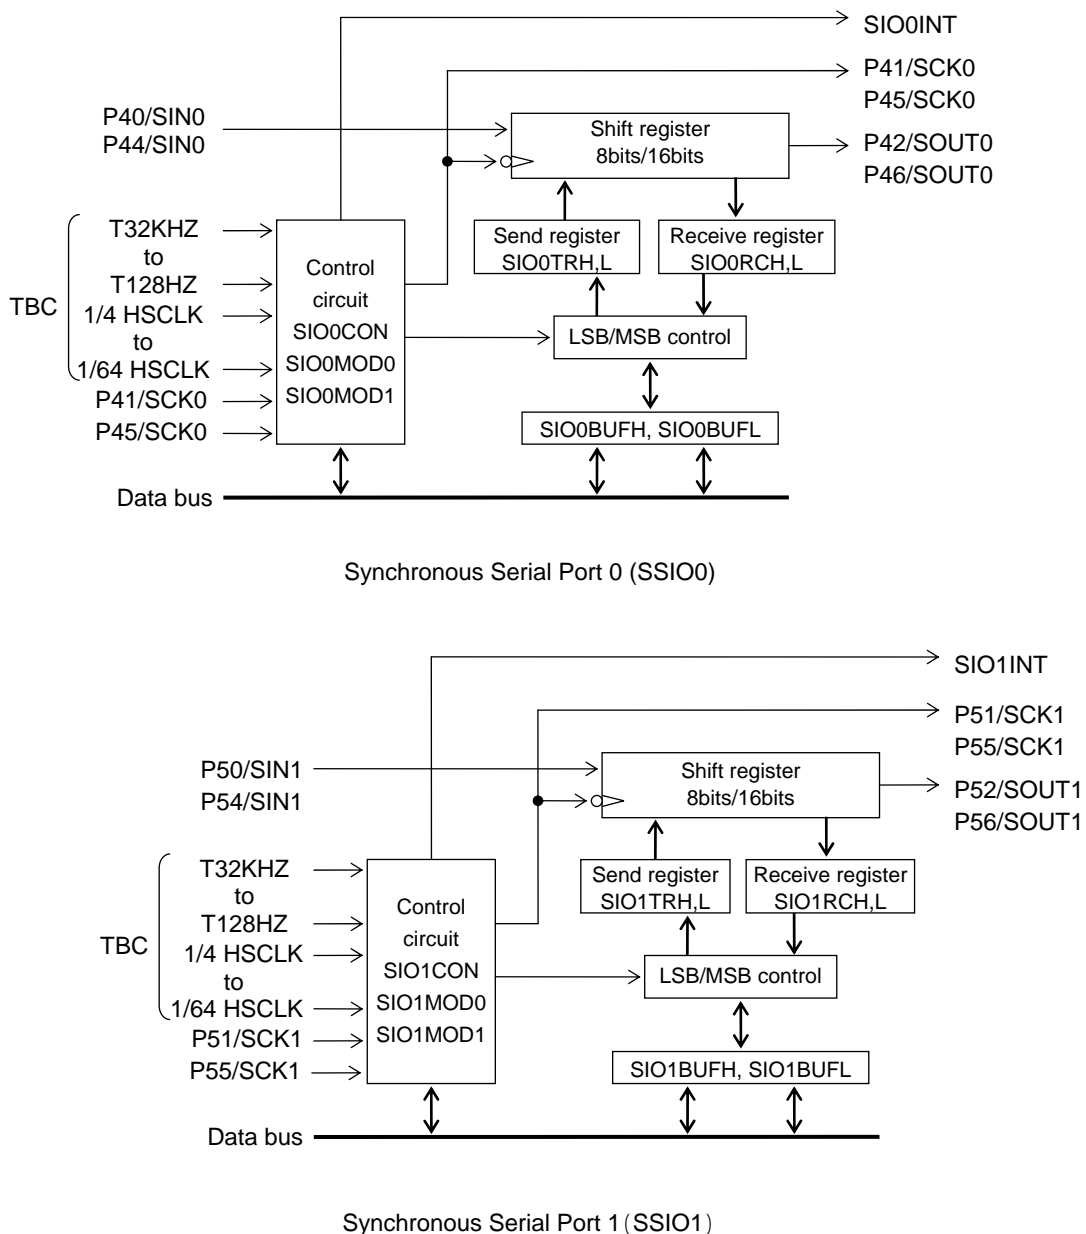 SIO0INT
P41/SCK0
P45/SCK0
P40/SIN0
P44/SIN0
Shift register
8bits/16bits
P42/SOUT0
P46/SOUT0
TBC
T32KHZ
to
T128HZ
1/4 HSCLK
to
1/64 HSCLK
P41/SCK0
P45/SCK0
Control
circuit
SIO0CON
SIO0MOD0
SIO0MOD1
Send register
SIO0TRH,L
Receive register
SIO0RCH,L
LSB/MSB control
SIO0BUFH, SIO0BUFL
Data bus
Synchronous Serial Port 0 (SSIO0)
SIO1INT
P51/SCK1
P55/SCK1
P50/SIN1
P54/SIN1
Shift register
8bits/16bits
P52/SOUT1
P56/SOUT1
TBC
T32KHZ
to
T128HZ
1/4 HSCLK
to
1/64 HSCLK
P51/SCK1
P55/SCK1
Control
circuit
SIO1CON
SIO1MOD0
SIO1MOD1
Send register
SIO1TRH,L
Receive register
SIO1RCH,L
LSB/MSB control
SIO1BUFH, SIO1BUFL
Data bus
Synchronous Serial Port 1(SSIO1)